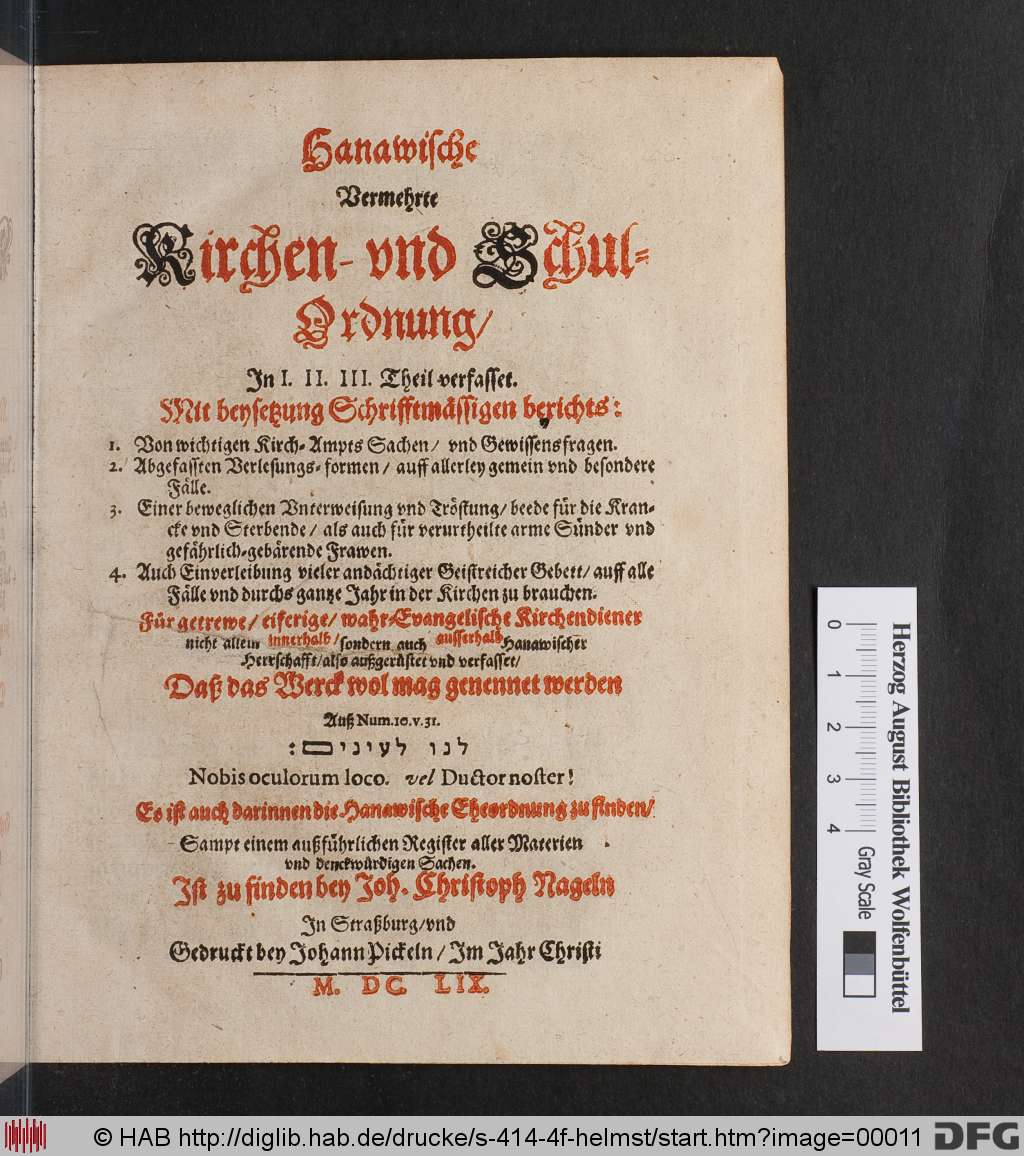 Hanawische
Vermehrte
Kirchen- vnd Schul-
Ordnung/
In I. II. III. Theil verfasset.
Mit beysetzung Schrifftmässigen berichts:
1. Von wichtigen Kirch-Ampts Sachen/ vnd Gewissensfragen.
2. Abgefassten Verlesungs-formen/ auff allerley gemein vnd besondere
Fälle.
3. Einer beweglichen Vnterweisung vnd Tröstung/ beede für die Kran-
cke vnd Sterbende/ als auch für verurtheilte arme Sünder vnd
gefährlich-gebärende Frawen.
4. Auch Einverleibung vieler andächtiger Geistreicher Gebett/ auff alle
Fälle vnd durchs gantze Jahr in der Kirchen zu brauchen.
Für getrewe/ eiferige/ wahr-Evangelische Kirchendiener
nicht allein innerhalb/ sondern auch ausserhalb Hanawischer
Herrschafft/ also außgerüstet vnd verfasset/
Daß das Werck wol mag genennet werden
Auß Num. 10. v. 31.
לנו לעינים:
Nobis oculorum loco. vel Ductor noster!
Es ist auch darinnen die Hanawische Eheordnung zu finden/
Sampt einem außführlichen Register aller Materien
vnd denckwürdigen Sachen.
Ist zu finden bey Joh. Christoph Nageln
In Straßburg/ vnd
Gedruckt bey Johann Pickeln/ Im Jahr Christi
M. DC. LIX.
0
1
2
3
4
Herzog August Bibliothek Wolfenbüttel
Gray Scale
© HAB http://diglib.hab.de/drucke/s-414-4f-helmst/start.htm?image=00011
DFG